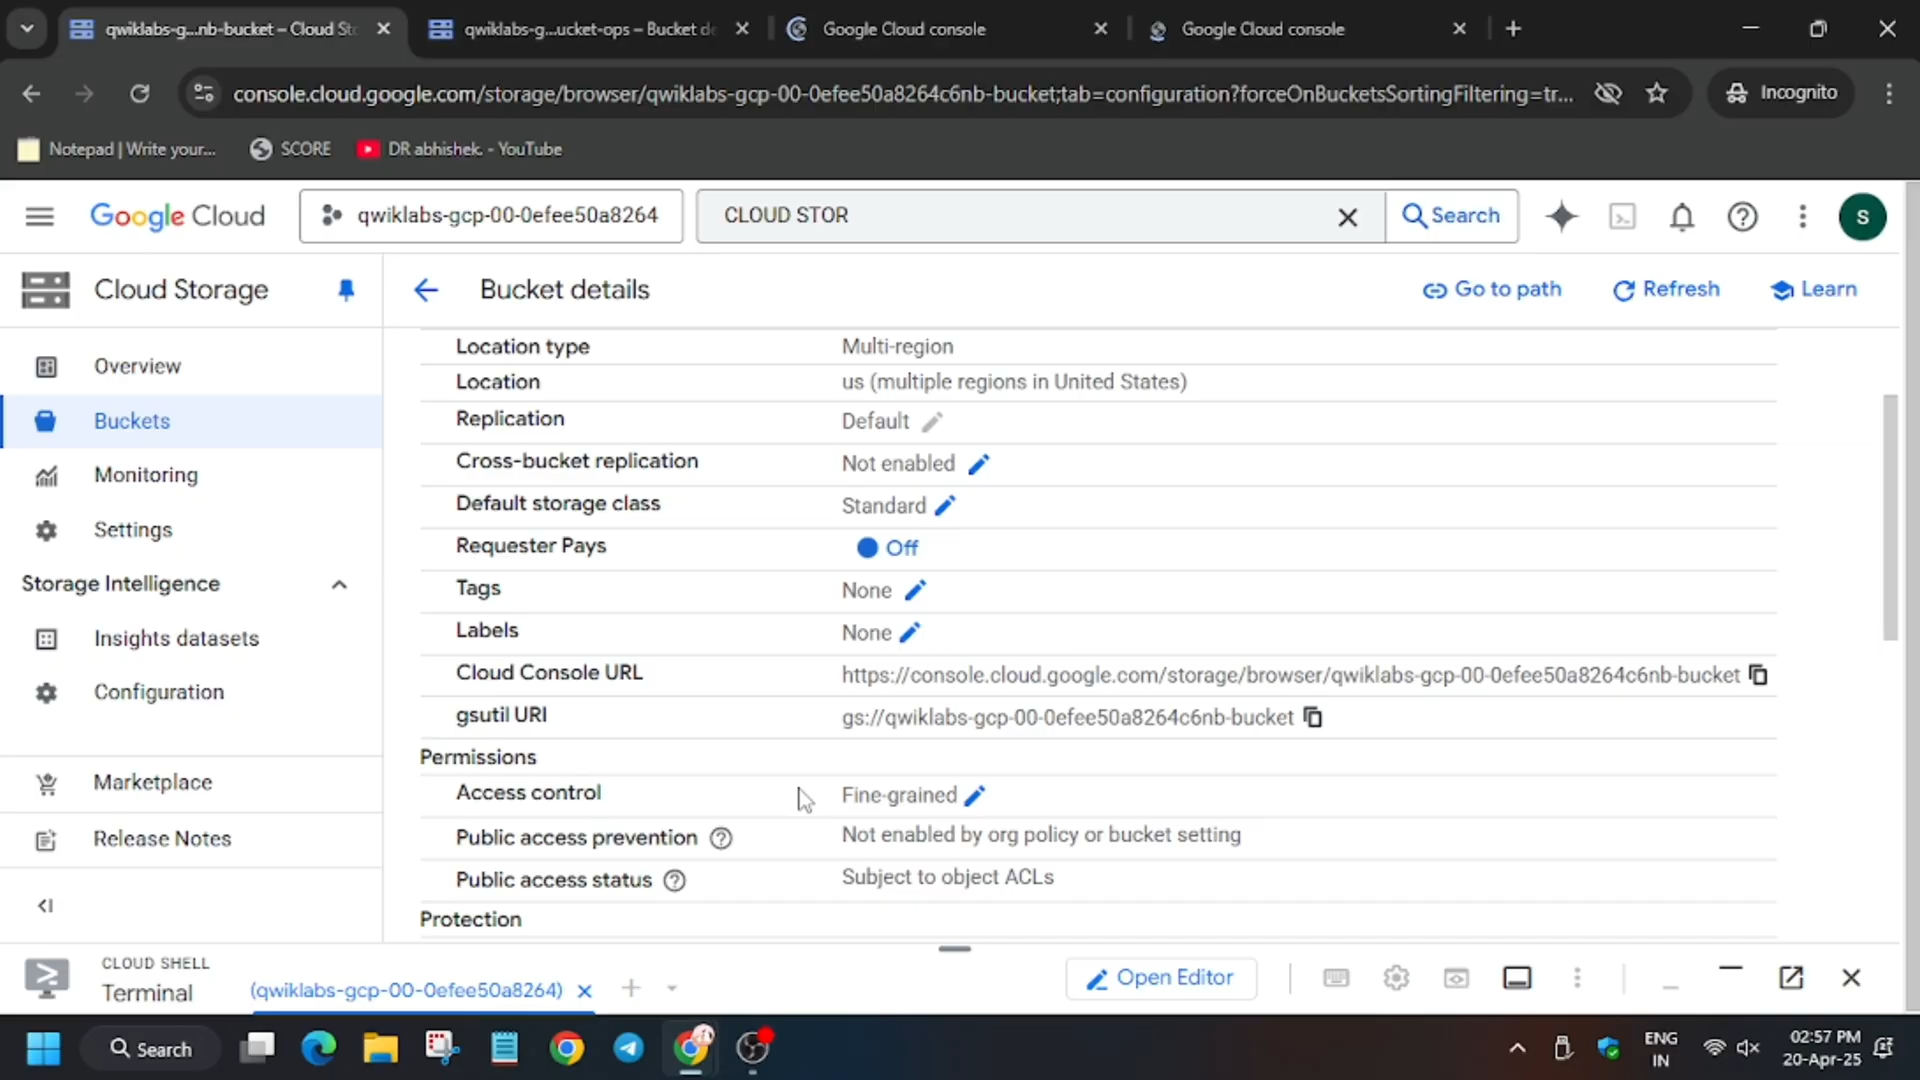 qwiklabs-g...nb-bucket – Cloud St
qwiklabs-g...ucket-ops – Bucket de
Google Cloud console
Google Cloud console
console.cloud.google.com/storage/browser/qwiklabs-gcp-00-0efee50a8264c6nb-bucket;tab=configuration?forceOnBucketsSortingFiltering=tr...
Incognito
Notepad | Write your...
SCORE
DR abhishek. - YouTube
Google Cloud
qwiklabs-gcp-00-0efee50a8264
CLOUD STOR
Search
S
Cloud Storage
Bucket details
Go to path
Refresh
Learn
Overview
Buckets
Monitoring
Settings
Storage Intelligence
Insights datasets
Configuration
Marketplace
Release Notes
Location type Multi-region
Location us (multiple regions in United States)
Replication Default
Cross-bucket replication Not enabled
Default storage class Standard
Requester Pays Off
Tags None
Labels None
Cloud Console URL https://console.cloud.google.com/storage/browser/qwiklabs-gcp-00-0efee50a8264c6nb-bucket
gsutil URI gs://qwiklabs-gcp-00-0efee50a8264c6nb-bucket
Permissions
Access control Fine-grained
Public access prevention Not enabled by org policy or bucket setting
Public access status Subject to object ACLs
Protection
CLOUD SHELL
Terminal
(qwiklabs-gcp-00-0efee50a8264)
Open Editor
Search
ENG
IN
02:57 PM
20-Apr-25